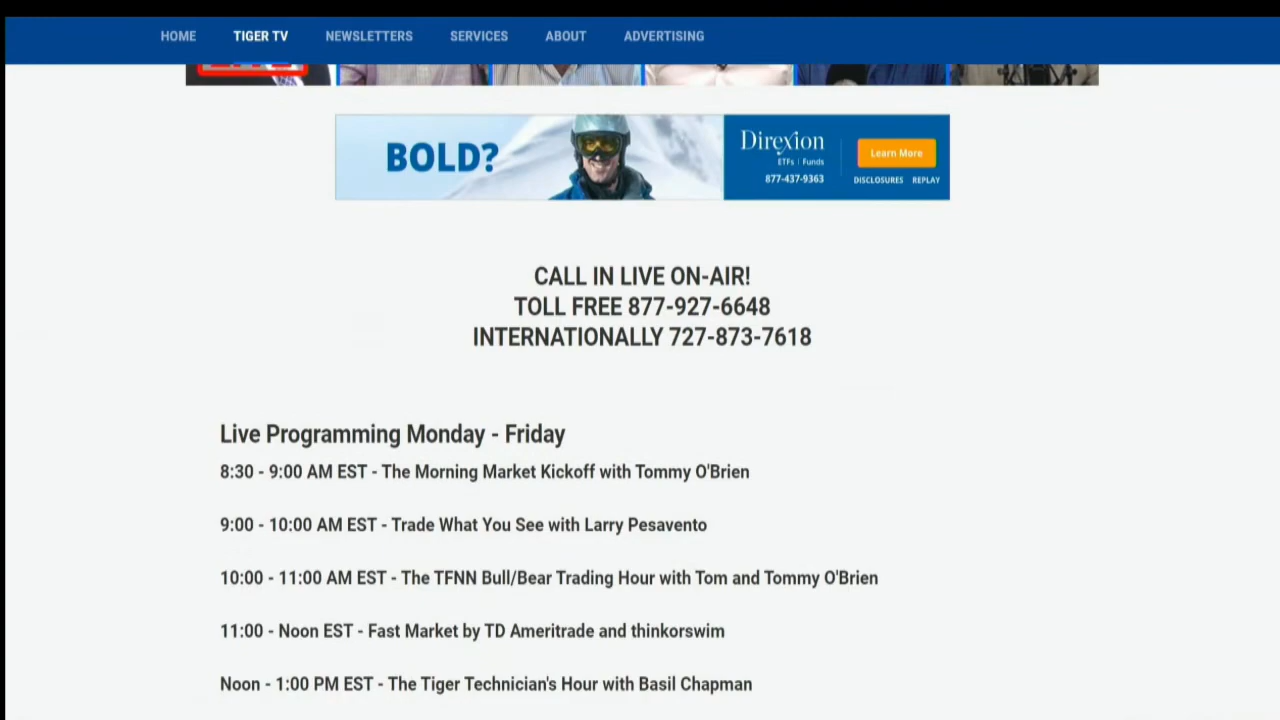 HOME TIGER TV NEWSLETTERS SERVICES ABOUT ADVERTISING
BOLD?
Direxion
ETFs | Funds
877-437-9363
Learn More
DISCLOSURES REPLAY
CALL IN LIVE ON-AIR!
TOLL FREE 877-927-6648
INTERNATIONALLY 727-873-7618
Live Programming Monday - Friday
8:30 - 9:00 AM EST - The Morning Market Kickoff with Tommy O'Brien
9:00 - 10:00 AM EST - Trade What You See with Larry Pesavento
10:00 - 11:00 AM EST - The TFNN Bull/Bear Trading Hour with Tom and Tommy O'Brien
11:00 - Noon EST - Fast Market by TD Ameritrade and thinkorswim
Noon - 1:00 PM EST - The Tiger Technician's Hour with Basil Chapman